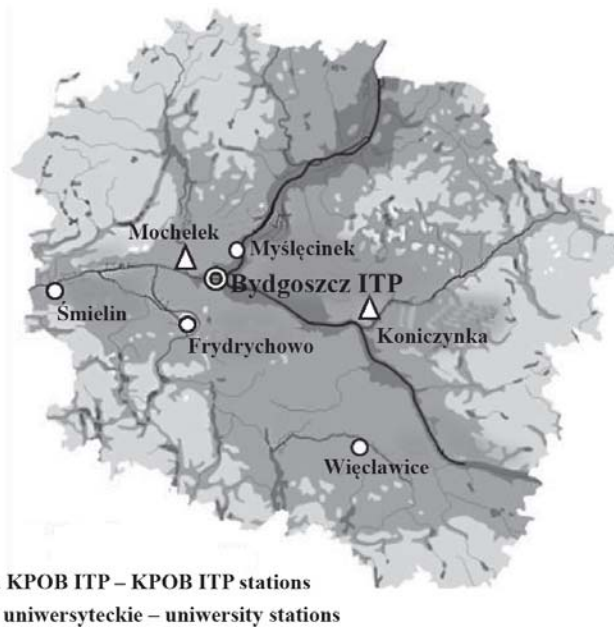 Mochełek
Myślęcinek
Bydgoszcz ITP
Śmielin
Koniczynka
Frydrychowo
Więcławice
KPOB ITP – KPOB ITP stations
uniwersyteckie – uniwersity stations